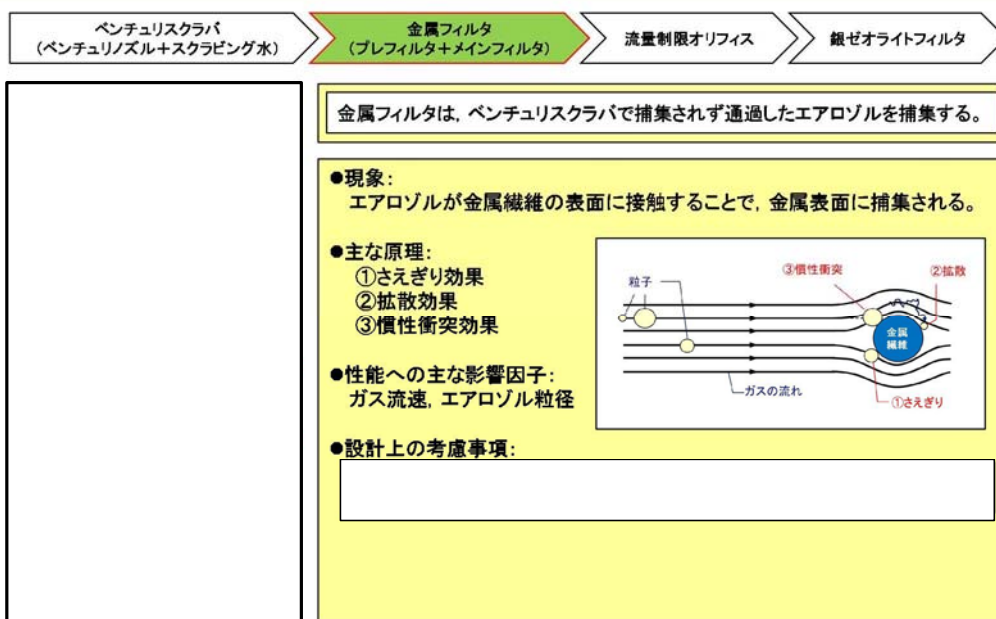 ベンチュリスクラバ
(ベンチュリノズル＋スクラビング水)
金属フィルタ
(プレフィルタ＋メインフィルタ)
流量制限オリフィス
銀ゼオライトフィルタ
金属フィルタは，ベンチュリスクラバで捕集されず通過したエアロゾルを捕集する。
●現象：
エアロゾルが金属繊維の表面に接触することで，金属表面に捕集される。
●主な原理：
①さえぎり効果
②拡散効果
③慣性衝突効果
粒子
③慣性衝突
②拡散
金属
繊維
ガスの流れ
①さえぎり
●性能への主な影響因子：
ガス流速，エアロゾル粒径
●設計上の考慮事項：